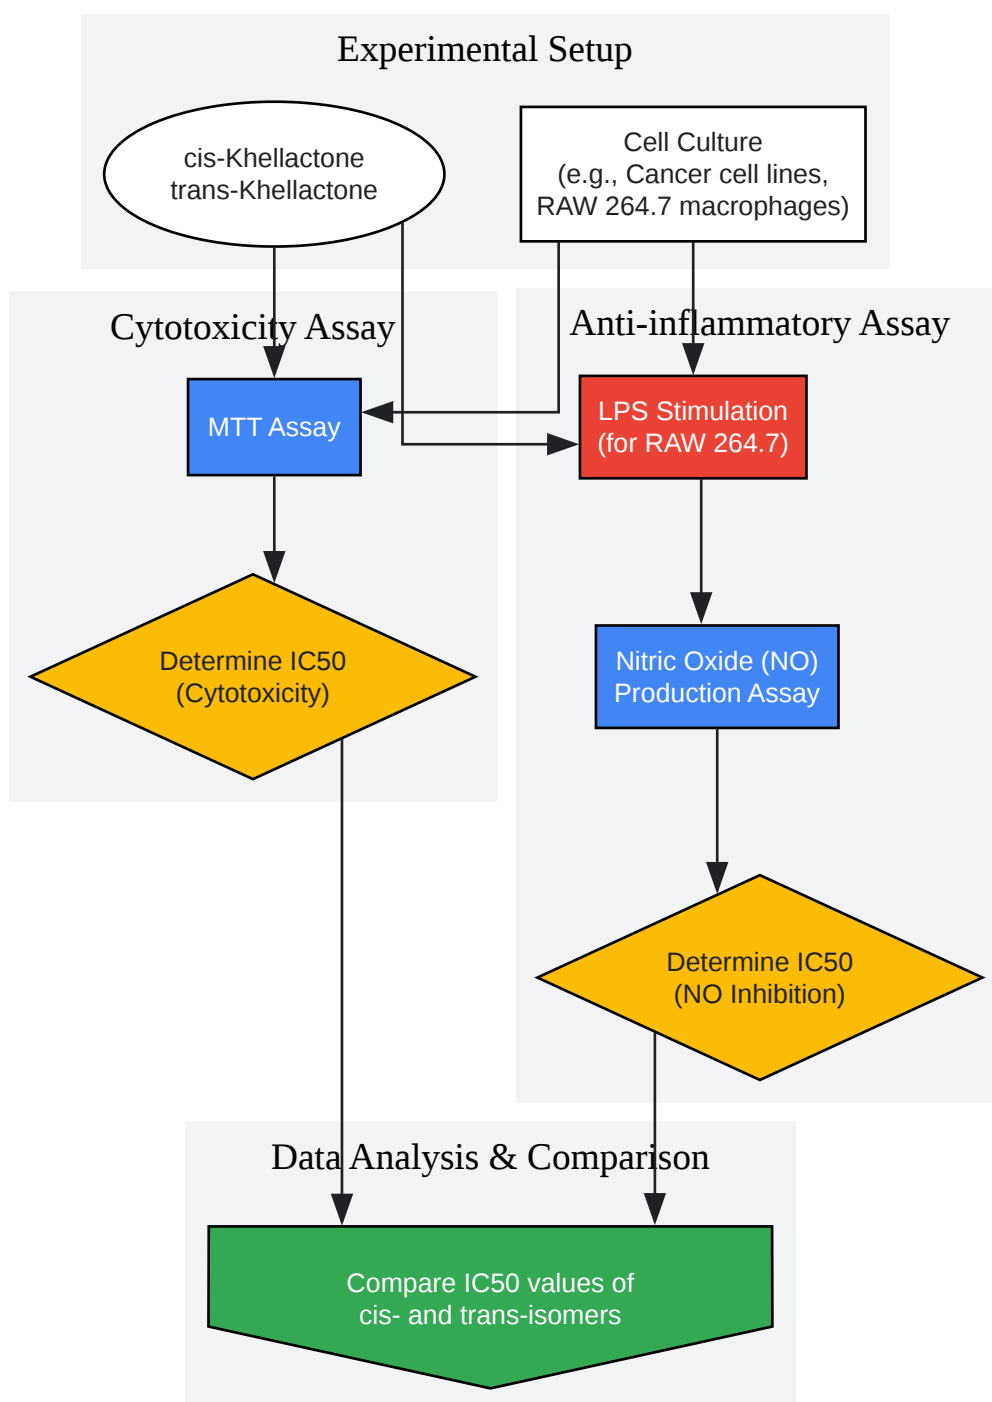 Experimental Setup
cis-Khellactone
trans-Khellactone
Cell Culture
(e.g., Cancer cell lines,
RAW 264.7 macrophages)
Cytotoxicity Assay
Anti-inflammatory Assay
MTT Assay
LPS Stimulation
(for RAW 264.7)
Determine IC50
(Cytotoxicity)
Nitric Oxide (NO)
Production Assay
Determine IC50
(NO Inhibition)
Data Analysis & Comparison
Compare IC50 values of
cis- and trans-isomers